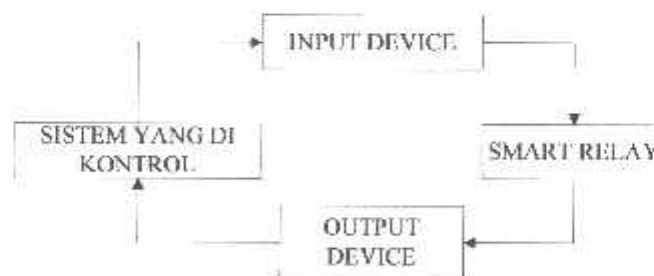 INPUT DEVICE
SISTEM YANG DI
KONTROL
SMART RELAY
OUTPUT
DEVICE